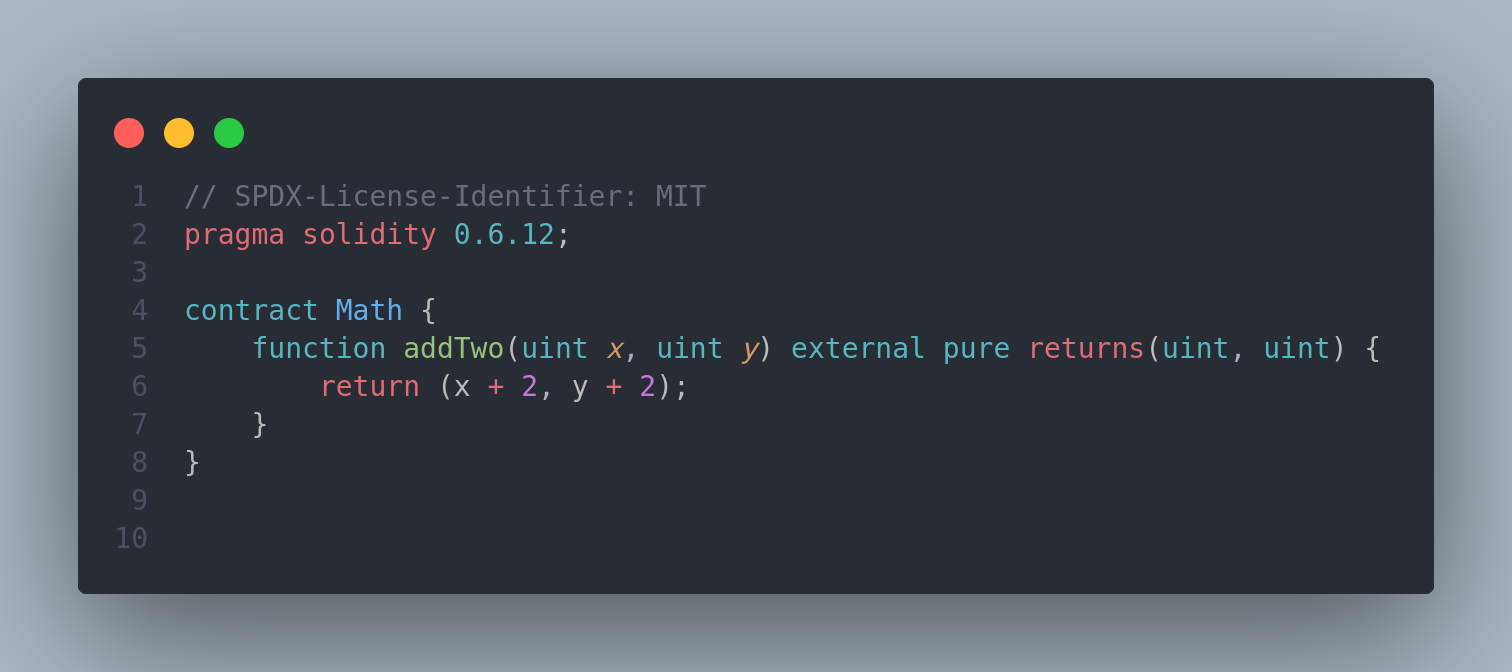 1 // SPDX-License-Identifier: MIT
2 pragma solidity 0.6.12;
3
4 contract Math {
5     function addTwo(uint x, uint y) external pure returns(uint, uint) {
6         return (x + 2, y + 2);
7     }
8 }
9
10